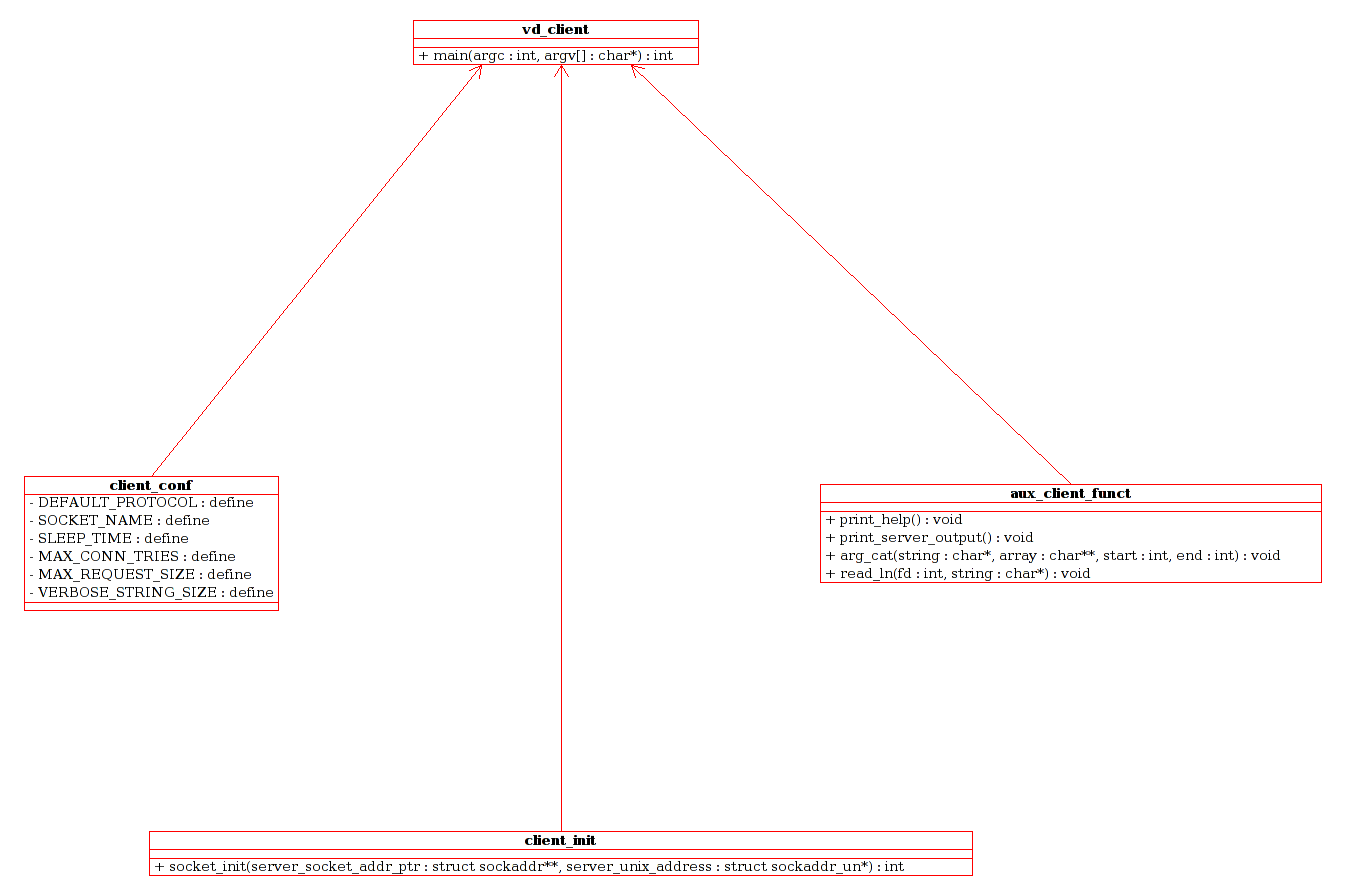 vd_client
+ main(argc : int, argv[] : char*) : int
client_conf
- DEFAULT_PROTOCOL : define
- SOCKET_NAME : define
- SLEEP_TIME : define
- MAX_CONN_TRIES : define
- MAX_REQUEST_SIZE : define
- VERBOSE_STRING_SIZE : define
aux_client_funct
+ print_help() : void
+ print_server_output() : void
+ arg_cat(string : char*, array : char**, start : int, end : int) : void
+ read_ln(fd : int, string : char*) : void
client_init
+ socket_init(server_socket_addr_ptr : struct sockaddr**, server_unix_address : struct sockaddr_un*) : int